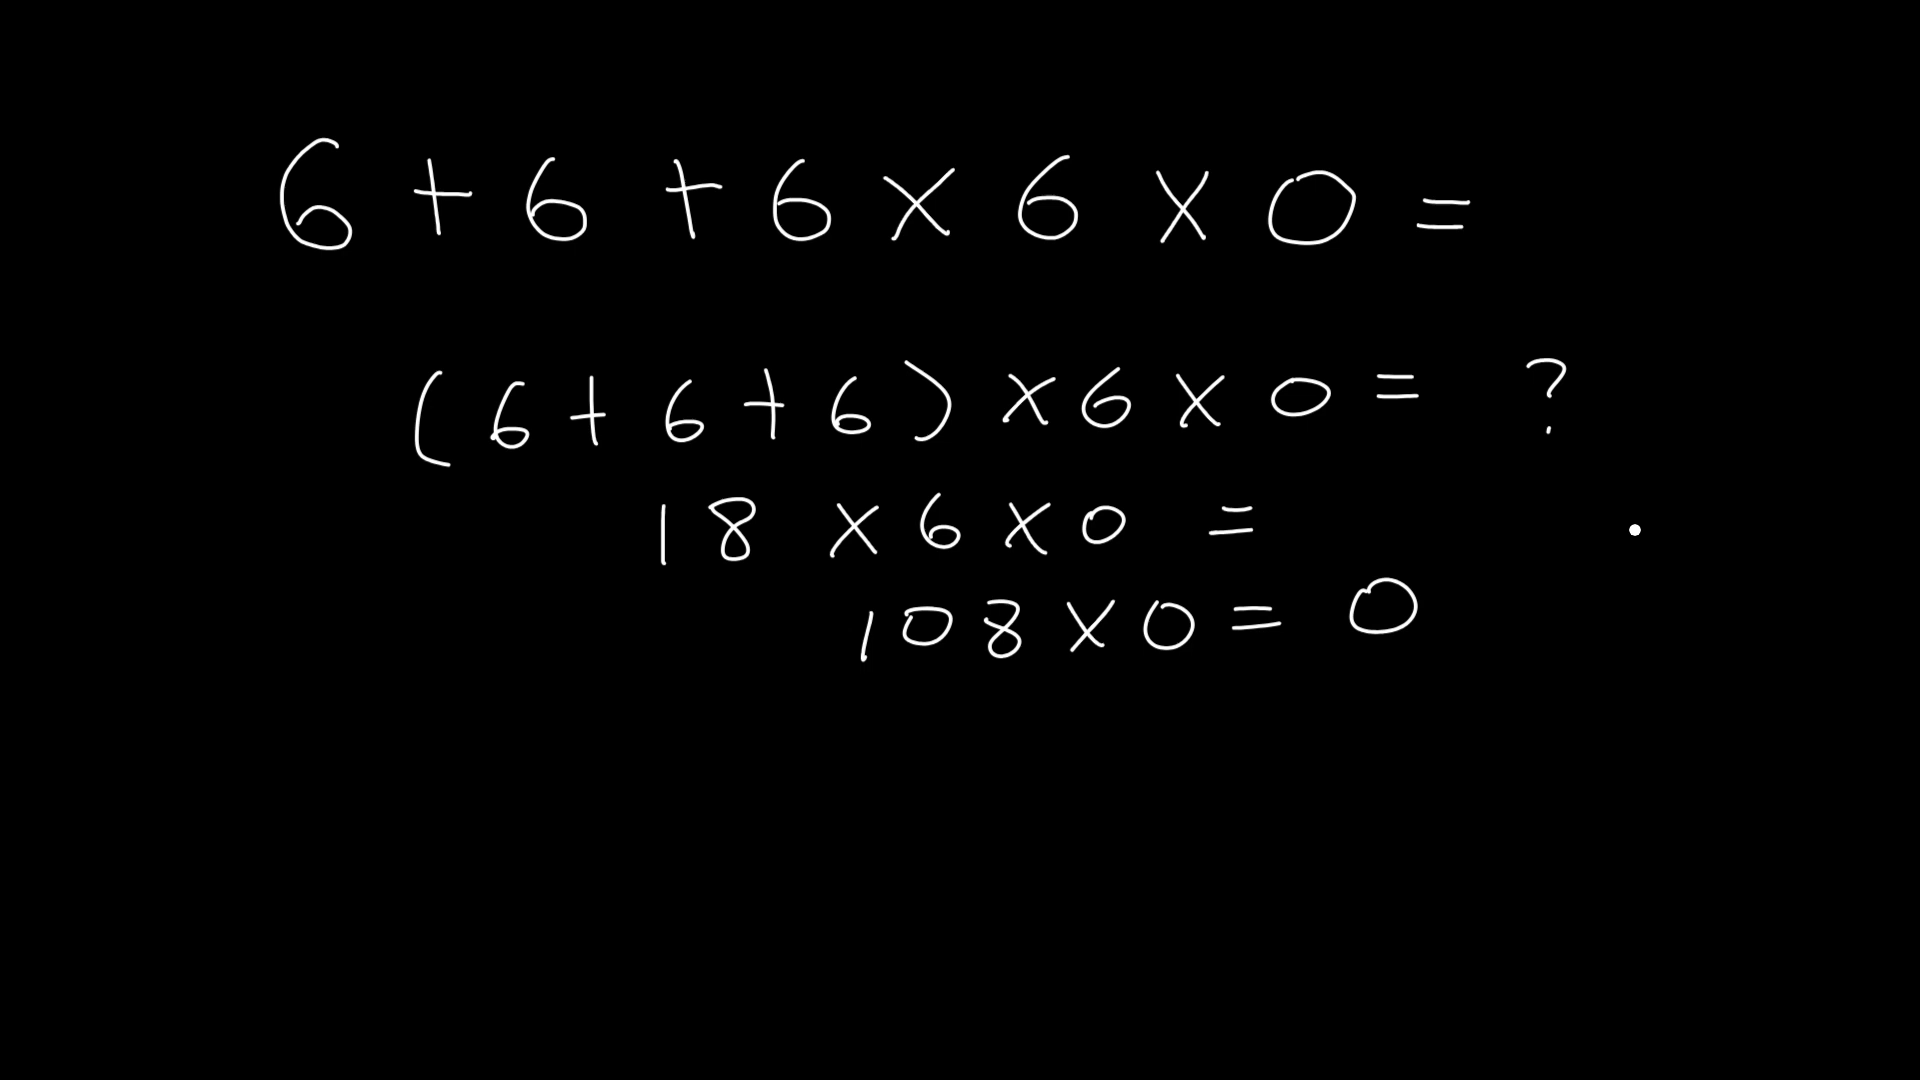 6 + 6 + 6 × 6 × 0 =
(6 + 6 + 6) × 6 × 0 = ?
18 × 6 × 0 =
108 × 0 = 0